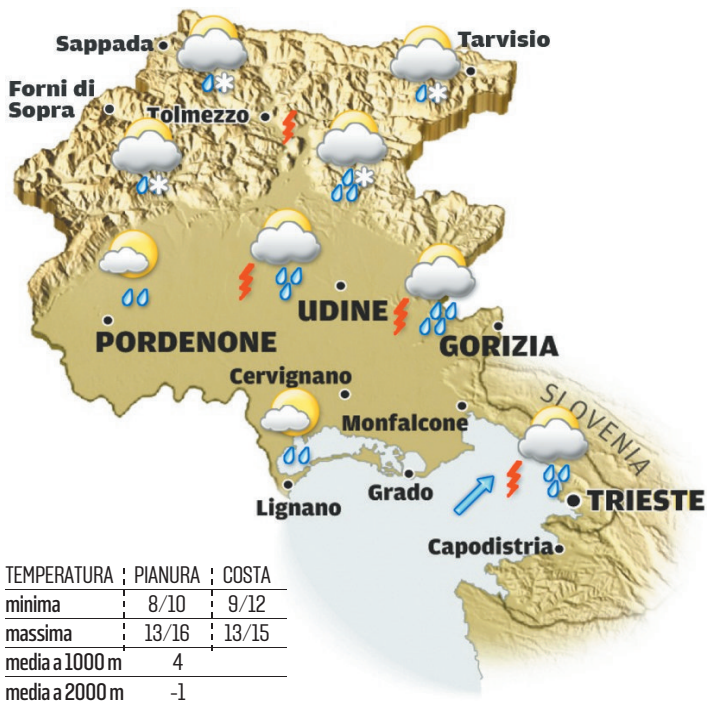 Sappada
Tarvisio
Forni di
Sopra
Tolmezzo
UDINE
PORDENONE
GORIZIA
Cervignano
SLOVENIA
Monfalcone
Grado
Lignano
TRIESTE
Capodistria
TEMPERATURA PIANURA COSTA
minima 8/10 9/12
massima 13/16 13/15
media a 1000 m 4
media a 2000 m -1